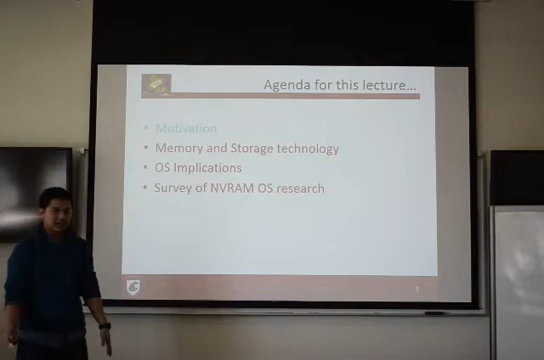 Agenda for this lecture…
• Motivation
• Memory and Storage technology
• OS Implications
• Survey of NVRAM OS research